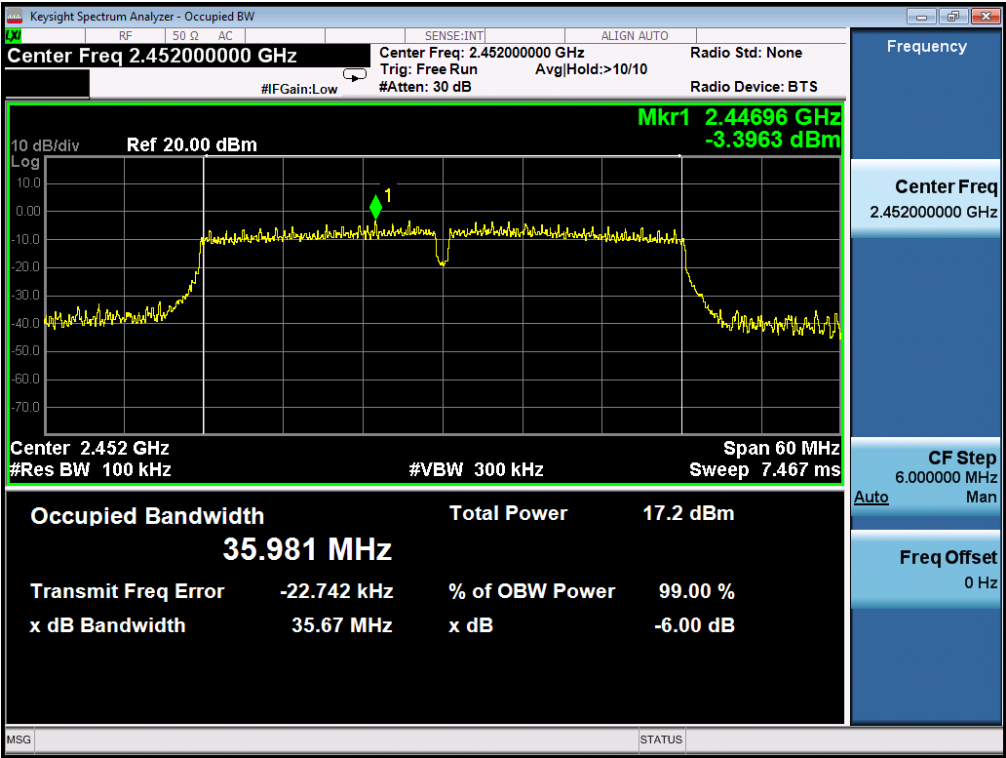 Keysight Spectrum Analyzer - Occupied BW
LXI
RF 50 Ω AC SENSE:INT ALIGN AUTO
Center Freq 2.452000000 GHz
Center Freq: 2.452000000 GHz Radio Std: None
Trig: Free Run Avg|Hold:>10/10
#IFGain:Low #Atten: 30 dB Radio Device: BTS
Mkr1 2.44696 GHz
-3.3963 dBm
10 dB/div Ref 20.00 dBm
Log
10.0
0.00
-10.0
-20.0
-30.0
-40.0
-50.0
-60.0
-70.0
1
Center 2.452 GHz Span 60 MHz
#Res BW 100 kHz #VBW 300 kHz Sweep 7.467 ms
Occupied Bandwidth Total Power 17.2 dBm
35.981 MHz
Transmit Freq Error -22.742 kHz % of OBW Power 99.00 %
x dB Bandwidth 35.67 MHz x dB -6.00 dB
MSG STATUS
Frequency
Center Freq
2.452000000 GHz
CF Step
6.000000 MHz
Auto Man
Freq Offset
0 Hz